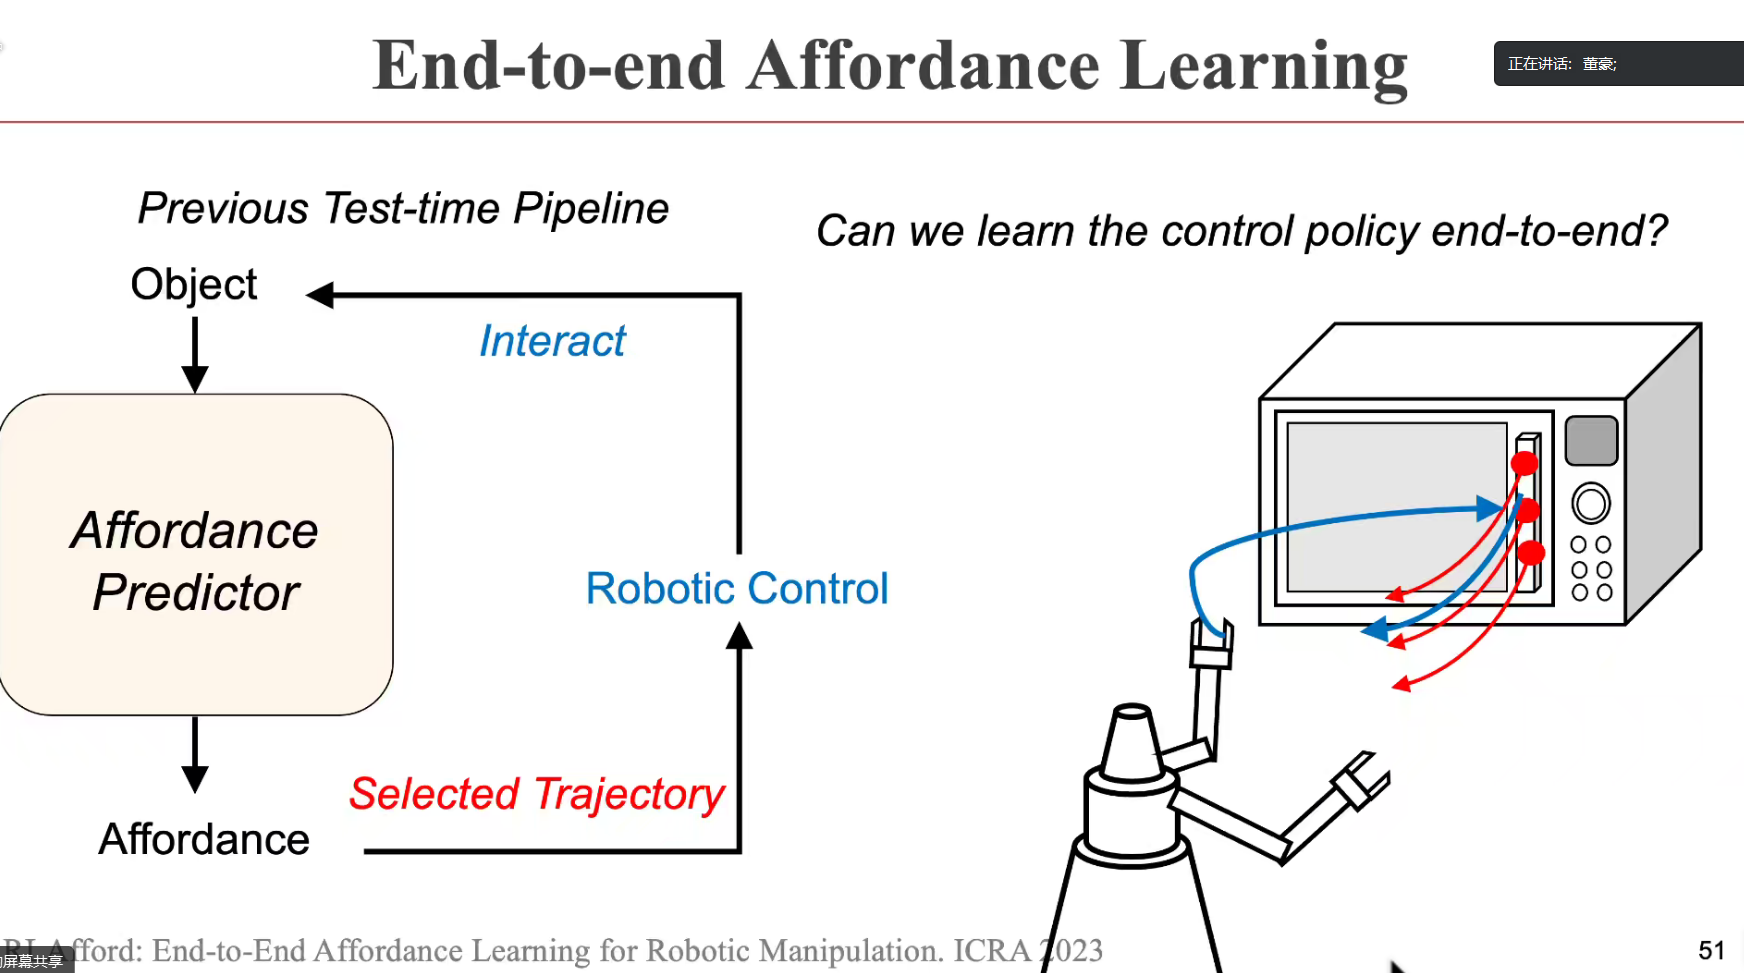 End-to-end Affordance Learning
正在讲话: 董豪;
Previous Test-time Pipeline
Can we learn the control policy end-to-end?
Object
Interact
Affordance
Predictor
Robotic Control
Selected Trajectory
Affordance
Afford: End-to-End Affordance Learning for Robotic Manipulation. ICRA 2023
屏幕共享
51